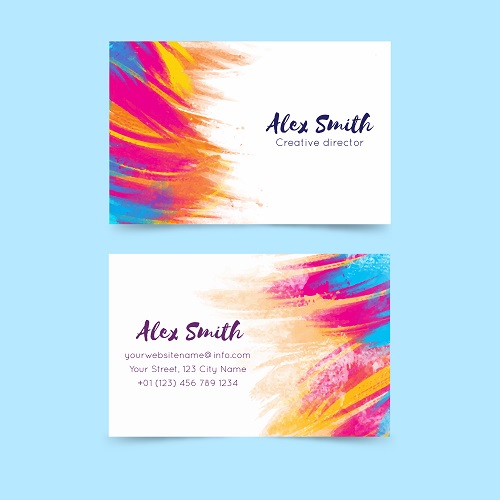 Alex Smith
Creative director
Alex Smith
yourwebsitename@info.com
Your Street, 123 City Name
+01 (123) 456 789 1234